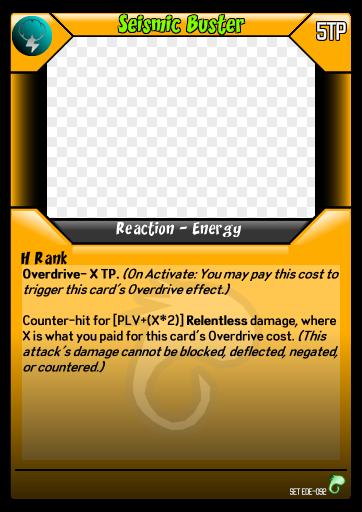 Seismic Buster
5TP
Reaction - Energy
H Rank
Overdrive- X TP. (On Activate: You may pay this cost to
trigger this card's Overdrive effect.)
Counter-hit for [PLV+(X*2)] Relentless damage, where
X is what you paid for this card's Overdrive cost. (This
attack's damage cannot be blocked, deflected, negated,
or countered.)
SET EOE-092